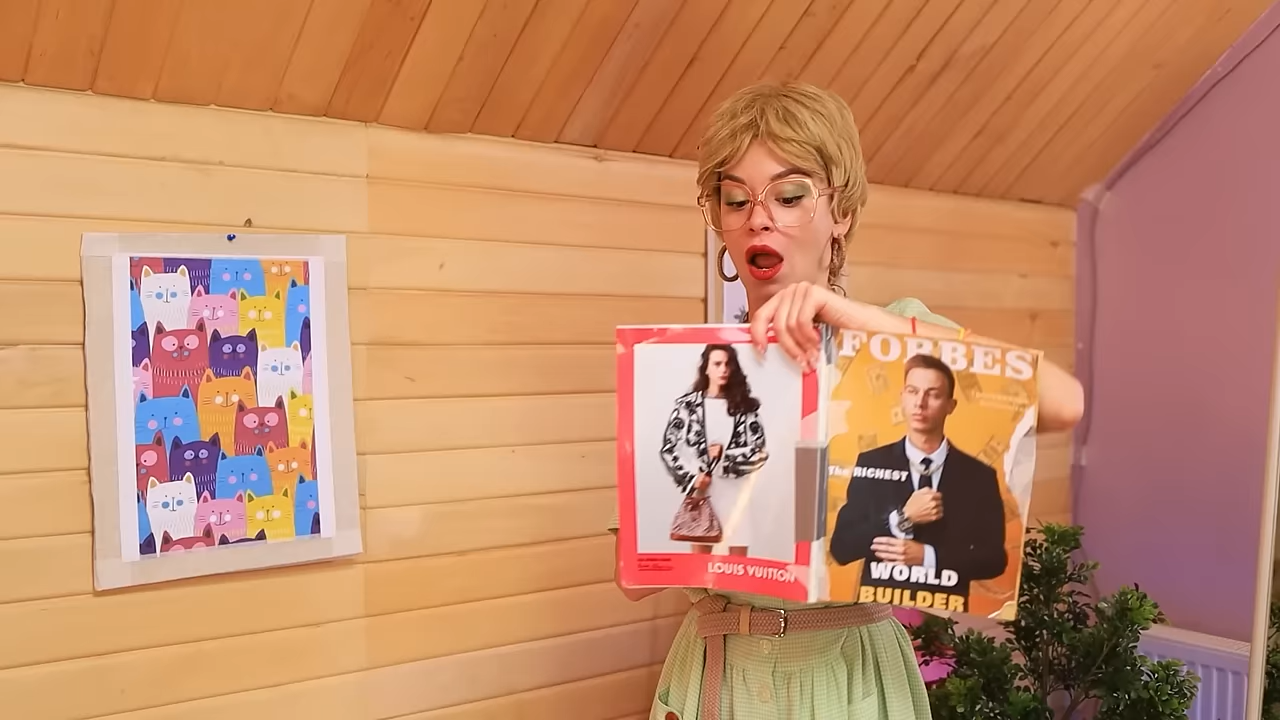 LOUIS VUITTON
FORBES
The RICHEST
WORLD
BUILDER